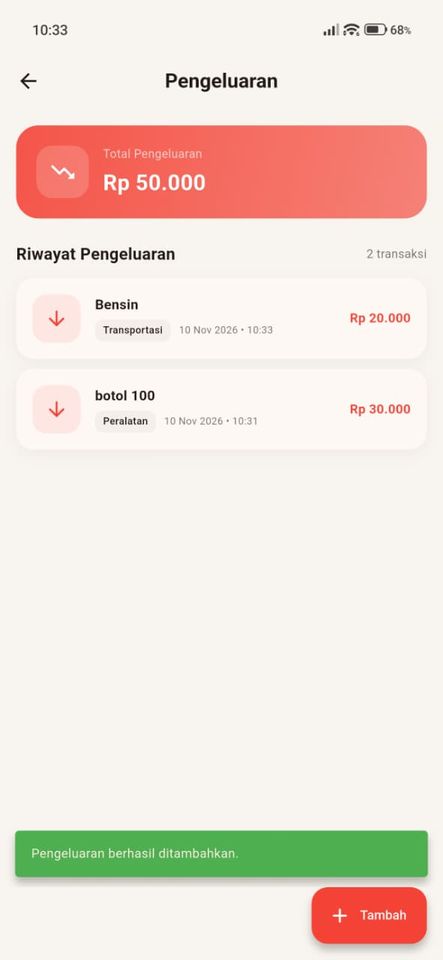 10:33
68%
Pengeluaran
Total Pengeluaran
Rp 50.000
Riwayat Pengeluaran
2 transaksi
Bensin
Transportasi
10 Nov 2026 • 10:33
Rp 20.000
botol 100
Peralatan
10 Nov 2026 • 10:31
Rp 30.000
Pengeluaran berhasil ditambahkan.
+ Tambah